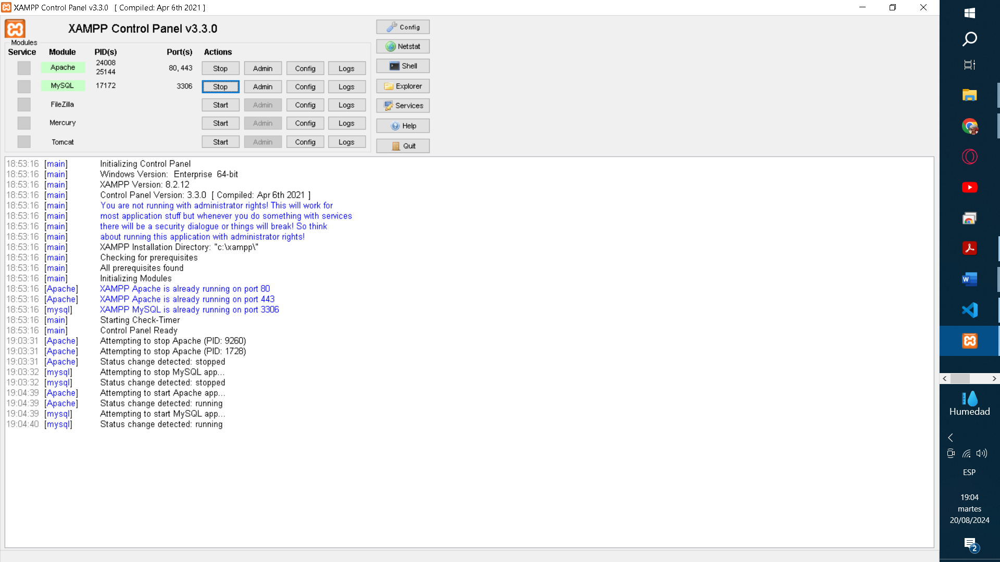 XAMPP Control Panel v3.3.0 [ Compiled: Apr 6th 2021 ]
XAMPP Control Panel v3.3.0
Modules
Service Module PID(s) Port(s) Actions
Apache 24008 25144 80, 443 Stop Admin Config Logs
MySQL 17172 3306 Stop Admin Config Logs
FileZilla Start Admin Config Logs
Mercury Start Admin Config Logs
Tomcat Start Admin Config Logs
Config
Netstat
Shell
Explorer
Services
Help
Quit
18:53:16 [main] Initializing Control Panel
18:53:16 [main] Windows Version: Enterprise 64-bit
18:53:16 [main] XAMPP Version: 8.2.12
18:53:16 [main] Control Panel Version: 3.3.0 [ Compiled: Apr 6th 2021 ]
18:53:16 [main] You are not running with administrator rights! This will work for
18:53:16 [main] most application stuff but whenever you do something with services
18:53:16 [main] there will be a security dialogue or things will break! So think
18:53:16 [main] about running this application with administrator rights!
18:53:16 [main] XAMPP Installation Directory: "c:\xampp\"
18:53:16 [main] Checking for prerequisites
18:53:16 [main] All prerequisites found
18:53:16 [main] Initializing Modules
18:53:16 [Apache] XAMPP Apache is already running on port 80
18:53:16 [Apache] XAMPP Apache is already running on port 443
18:53:16 [mysql] XAMPP MySQL is already running on port 3306
18:53:16 [main] Starting Check-Timer
18:53:16 [main] Control Panel Ready
19:03:31 [Apache] Attempting to stop Apache (PID: 9260)
19:03:31 [Apache] Attempting to stop Apache (PID: 1728)
19:03:31 [Apache] Status change detected: stopped
19:03:32 [mysql] Attempting to stop MySQL app...
19:03:32 [mysql] Status change detected: stopped
19:04:39 [Apache] Attempting to start Apache app...
19:04:39 [Apache] Status change detected: running
19:04:39 [mysql] Attempting to start MySQL app...
19:04:40 [mysql] Status change detected: running
Humedad
ESP
19:04
martes
20/08/2024
2